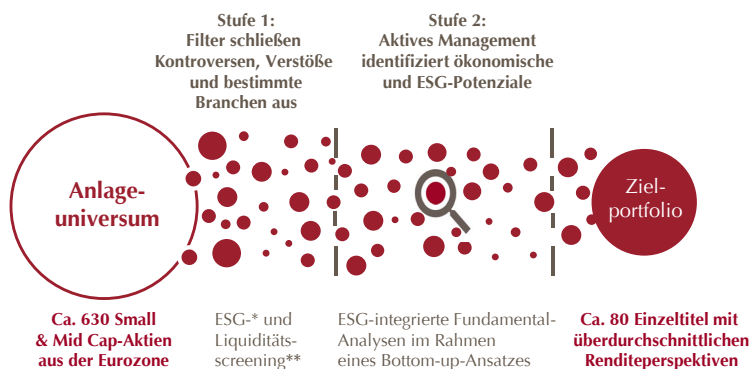 Stufe 1:
Filter schließen
Kontroversen, Verstöße
und bestimmte
Branchen aus
Stufe 2:
Aktives Management
identifiziert ökonomische
und ESG-Potenziale
Anlage-
universum
Ziel-
portfolio
Ca. 630 Small
& Mid Cap-Aktien
aus der Eurozone
ESG-* und
Liquiditäts-
screening**
ESG-integrierte Fundamental-
Analysen im Rahmen
eines Bottom-up-Ansatzes
Ca. 80 Einzeltitel mit
überdurchschnittlichen
Renditeperspektiven